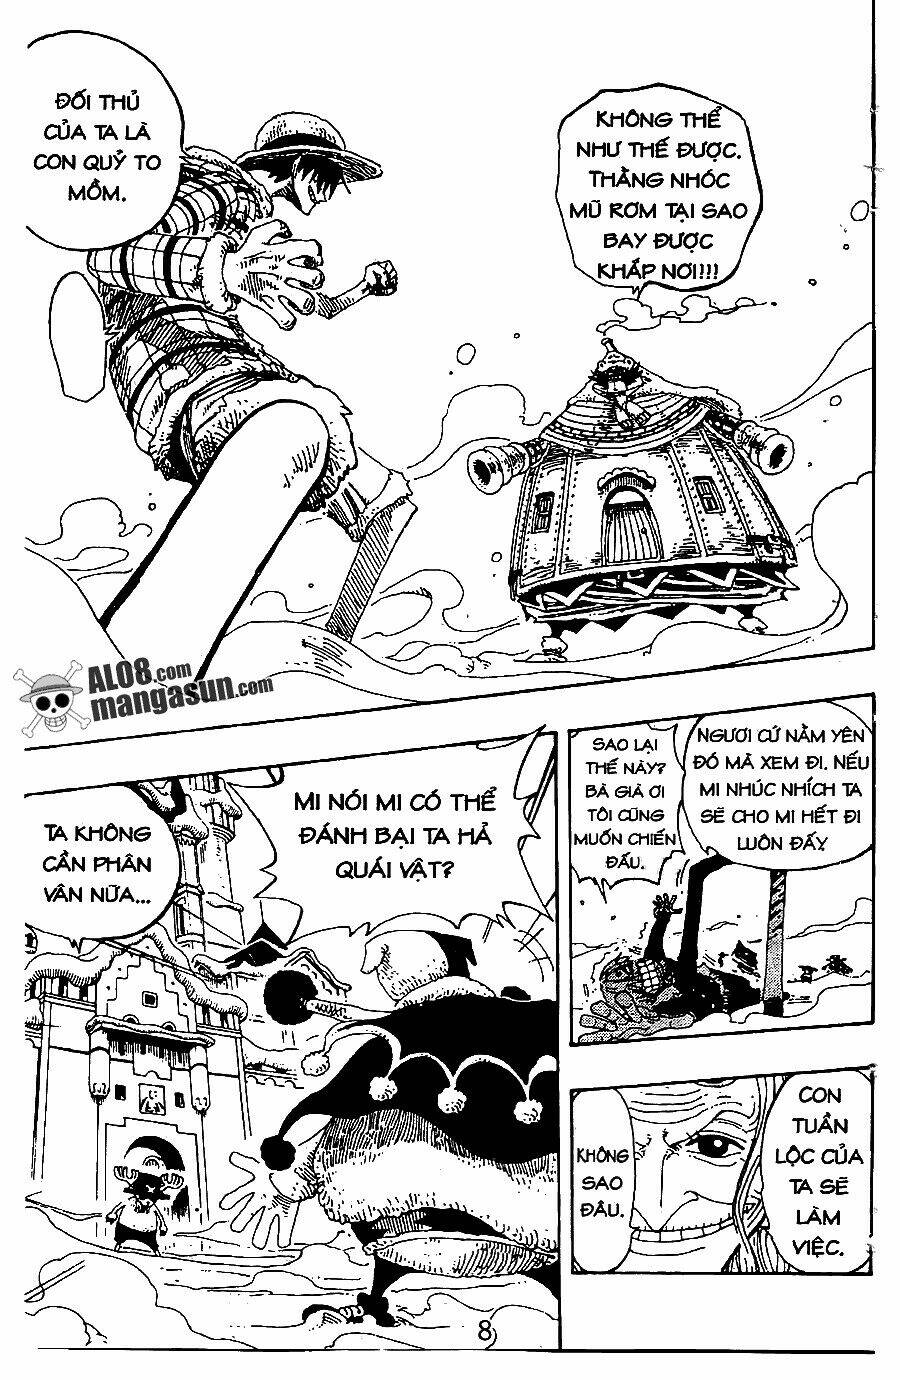 ĐỐI THỦ
CỦA TA LÀ
CON QUỶ TO
MỒM.
KHÔNG THỂ
NHƯ THẾ ĐƯỢC.
THẰNG NHÓC
MŨ RƠM TẠI SAO
BAY ĐƯỢC
KHẮP NƠI!!!
AL08.com
mangasun.com
NGƯƠI CỨ NẰM YÊN
ĐÓ MÀ XEM ĐI. NẾU
MI NHÚC NHÍCH TA
SẼ CHO MI HẾT ĐI
LUÔN ĐẤY
SAO LẠI
THẾ NÀY?
BÀ GIÀ ƠI
TÔI CŨNG
MUỐN CHIẾN
ĐẤU.
MI NÓI MI CÓ THỂ
ĐÁNH BẠI TA HẢ
QUÁI VẬT?
TA KHÔNG
CẦN PHÂN
VÂN NỮA...
CON
TUẦN
LỘC CỦA
TA SẼ
LÀM
VIỆC.
KHÔNG
SAO
ĐÂU.
8